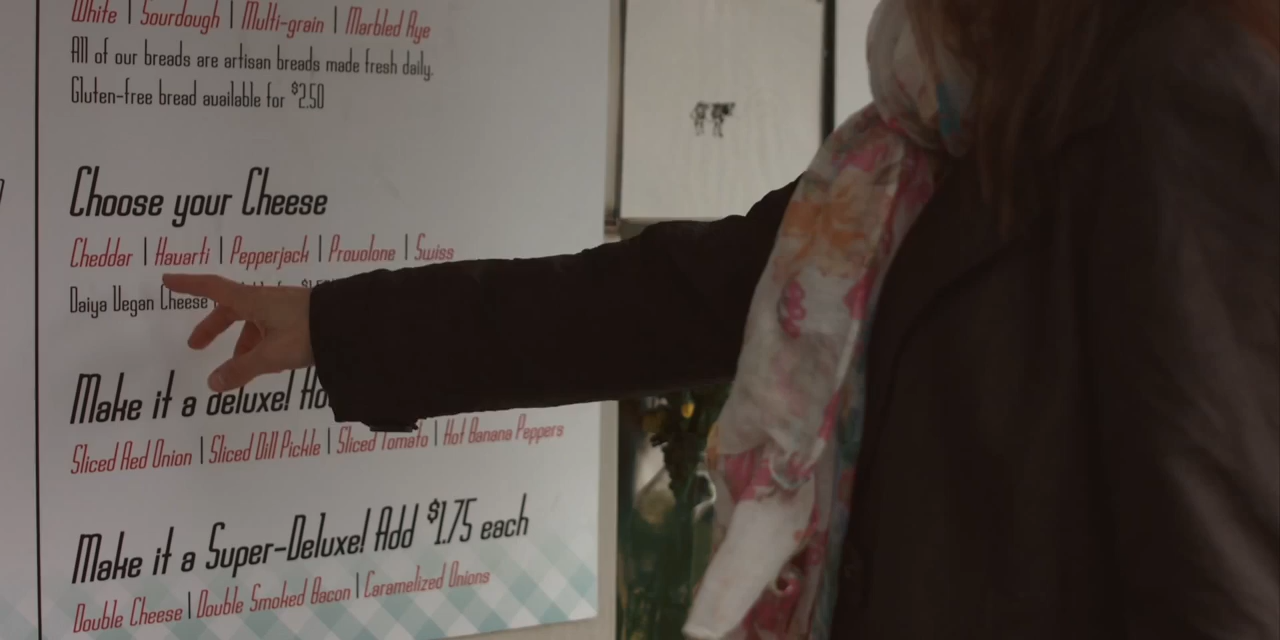 White | Sourdough | Multi-grain | Marbled Rye
All of our breads are artisan breads made fresh daily.
Gluten-free bread available for $2.50
Choose your Cheese
Cheddar | Havarti | Pepperjack | Provolone | Swiss
Daiya Vegan Cheese
Make it a deluxe!
Sliced Red Onion | Sliced Dill Pickle | Sliced Tomato | Hot Banana Peppers
Make it a Super-Deluxe! Add $1.75 each
Double Cheese | Double Smoked Bacon | Caramelized Onions